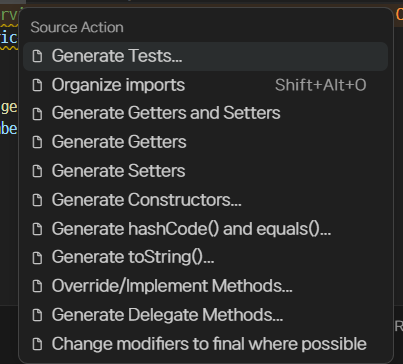 Source Action
Generate Tests...
Organize imports Shift+Alt+O
Generate Getters and Setters
Generate Getters
Generate Setters
Generate Constructors...
Generate hashCode() and equals()...
Generate toString()...
Override/Implement Methods...
Generate Delegate Methods...
Change modifiers to final where possible